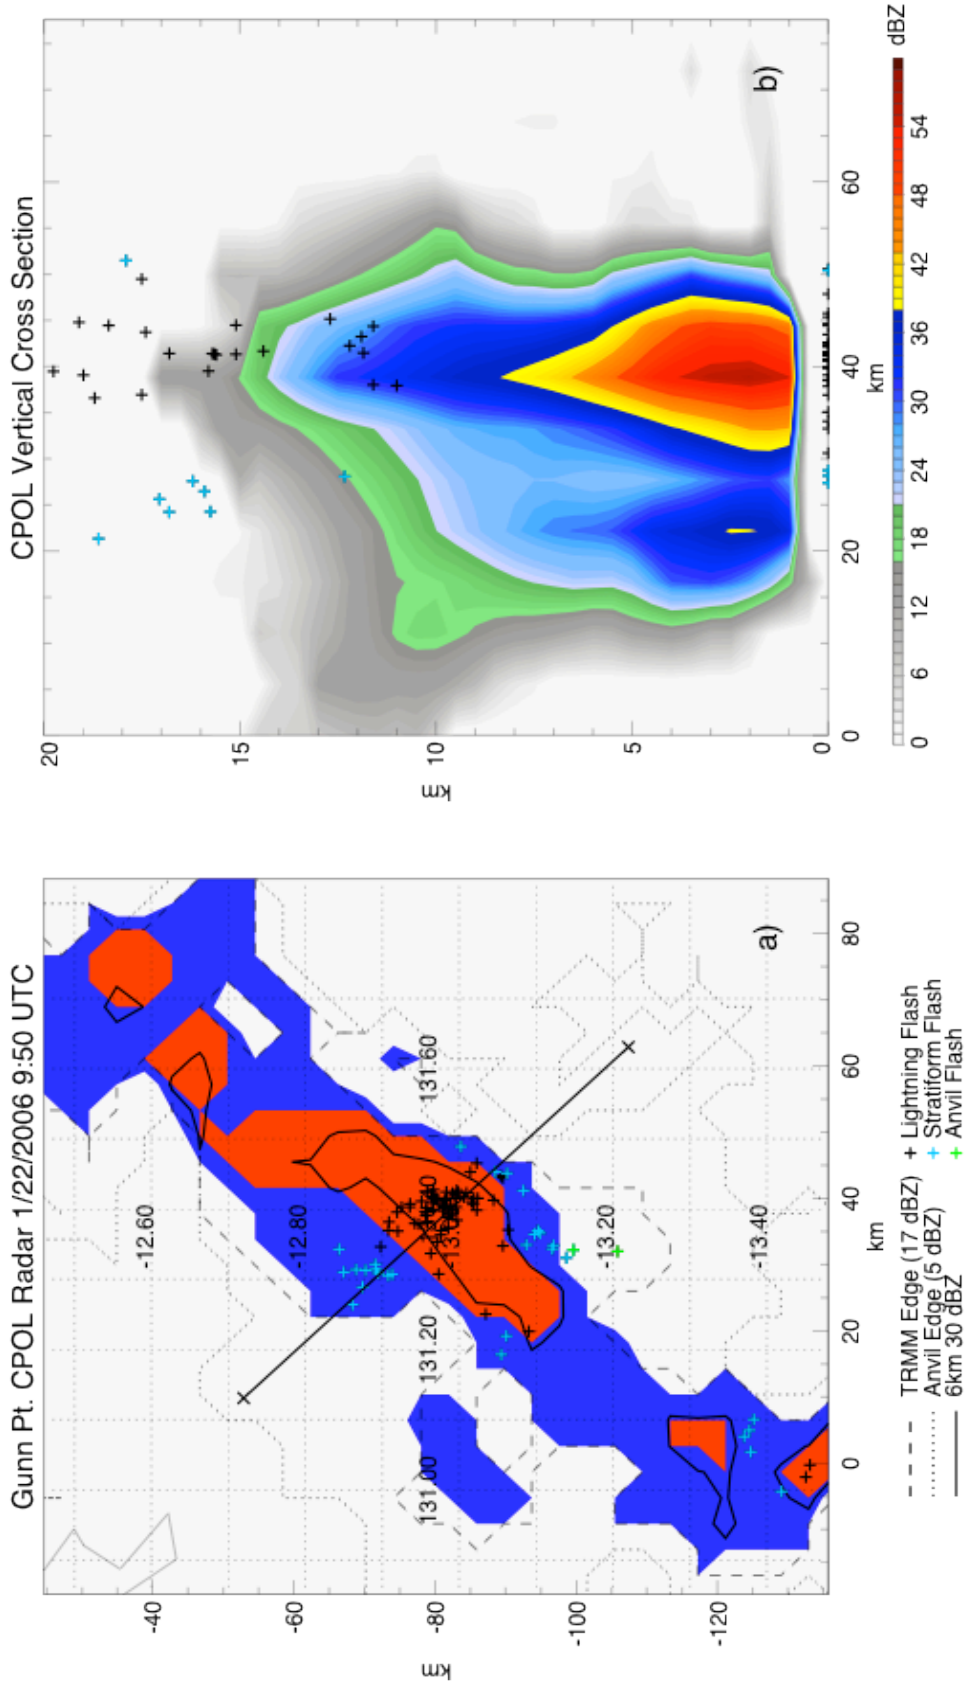 Gunn Pt. CPOL Radar 1/22/2006 9:50 UTC
km
-40
-60
-80
-100
-120
-12.60
-12.80
-13.20
-13.40
131.00
131.20
131.60
a)
0
20
40
60
80
km
TRMM Edge (17 dBZ)
Anvil Edge (5 dBZ)
6km 30 dBZ
Lightning Flash
Stratiform Flash
Anvil Flash
CPOL Vertical Cross Section
km
20
15
10
5
0
b)
0
20
40
60
km
0
6
12
18
24
30
36
42
48
54
dBZ